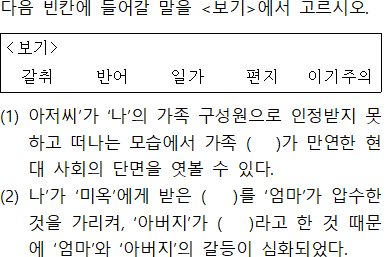 다음 빈칸에 들어갈 말을 <보기>에서 고르시오.
<보기>
갈취 반어 일가 편지 이기주의
(1) 아저씨’가 ‘나’의 가족 구성원으로 인정받지 못
하고 떠나는 모습에서 가족 ( )가 만연한 현
대 사회의 단면을 엿볼 수 있다.
(2) 나’가 ‘미옥’에게 받은 ( )를 ‘엄마’가 압수한
것을 가리켜, ‘아버지’가 ( )라고 한 것 때문
에 ‘엄마’와 ‘아버지’의 갈등이 심화되었다.